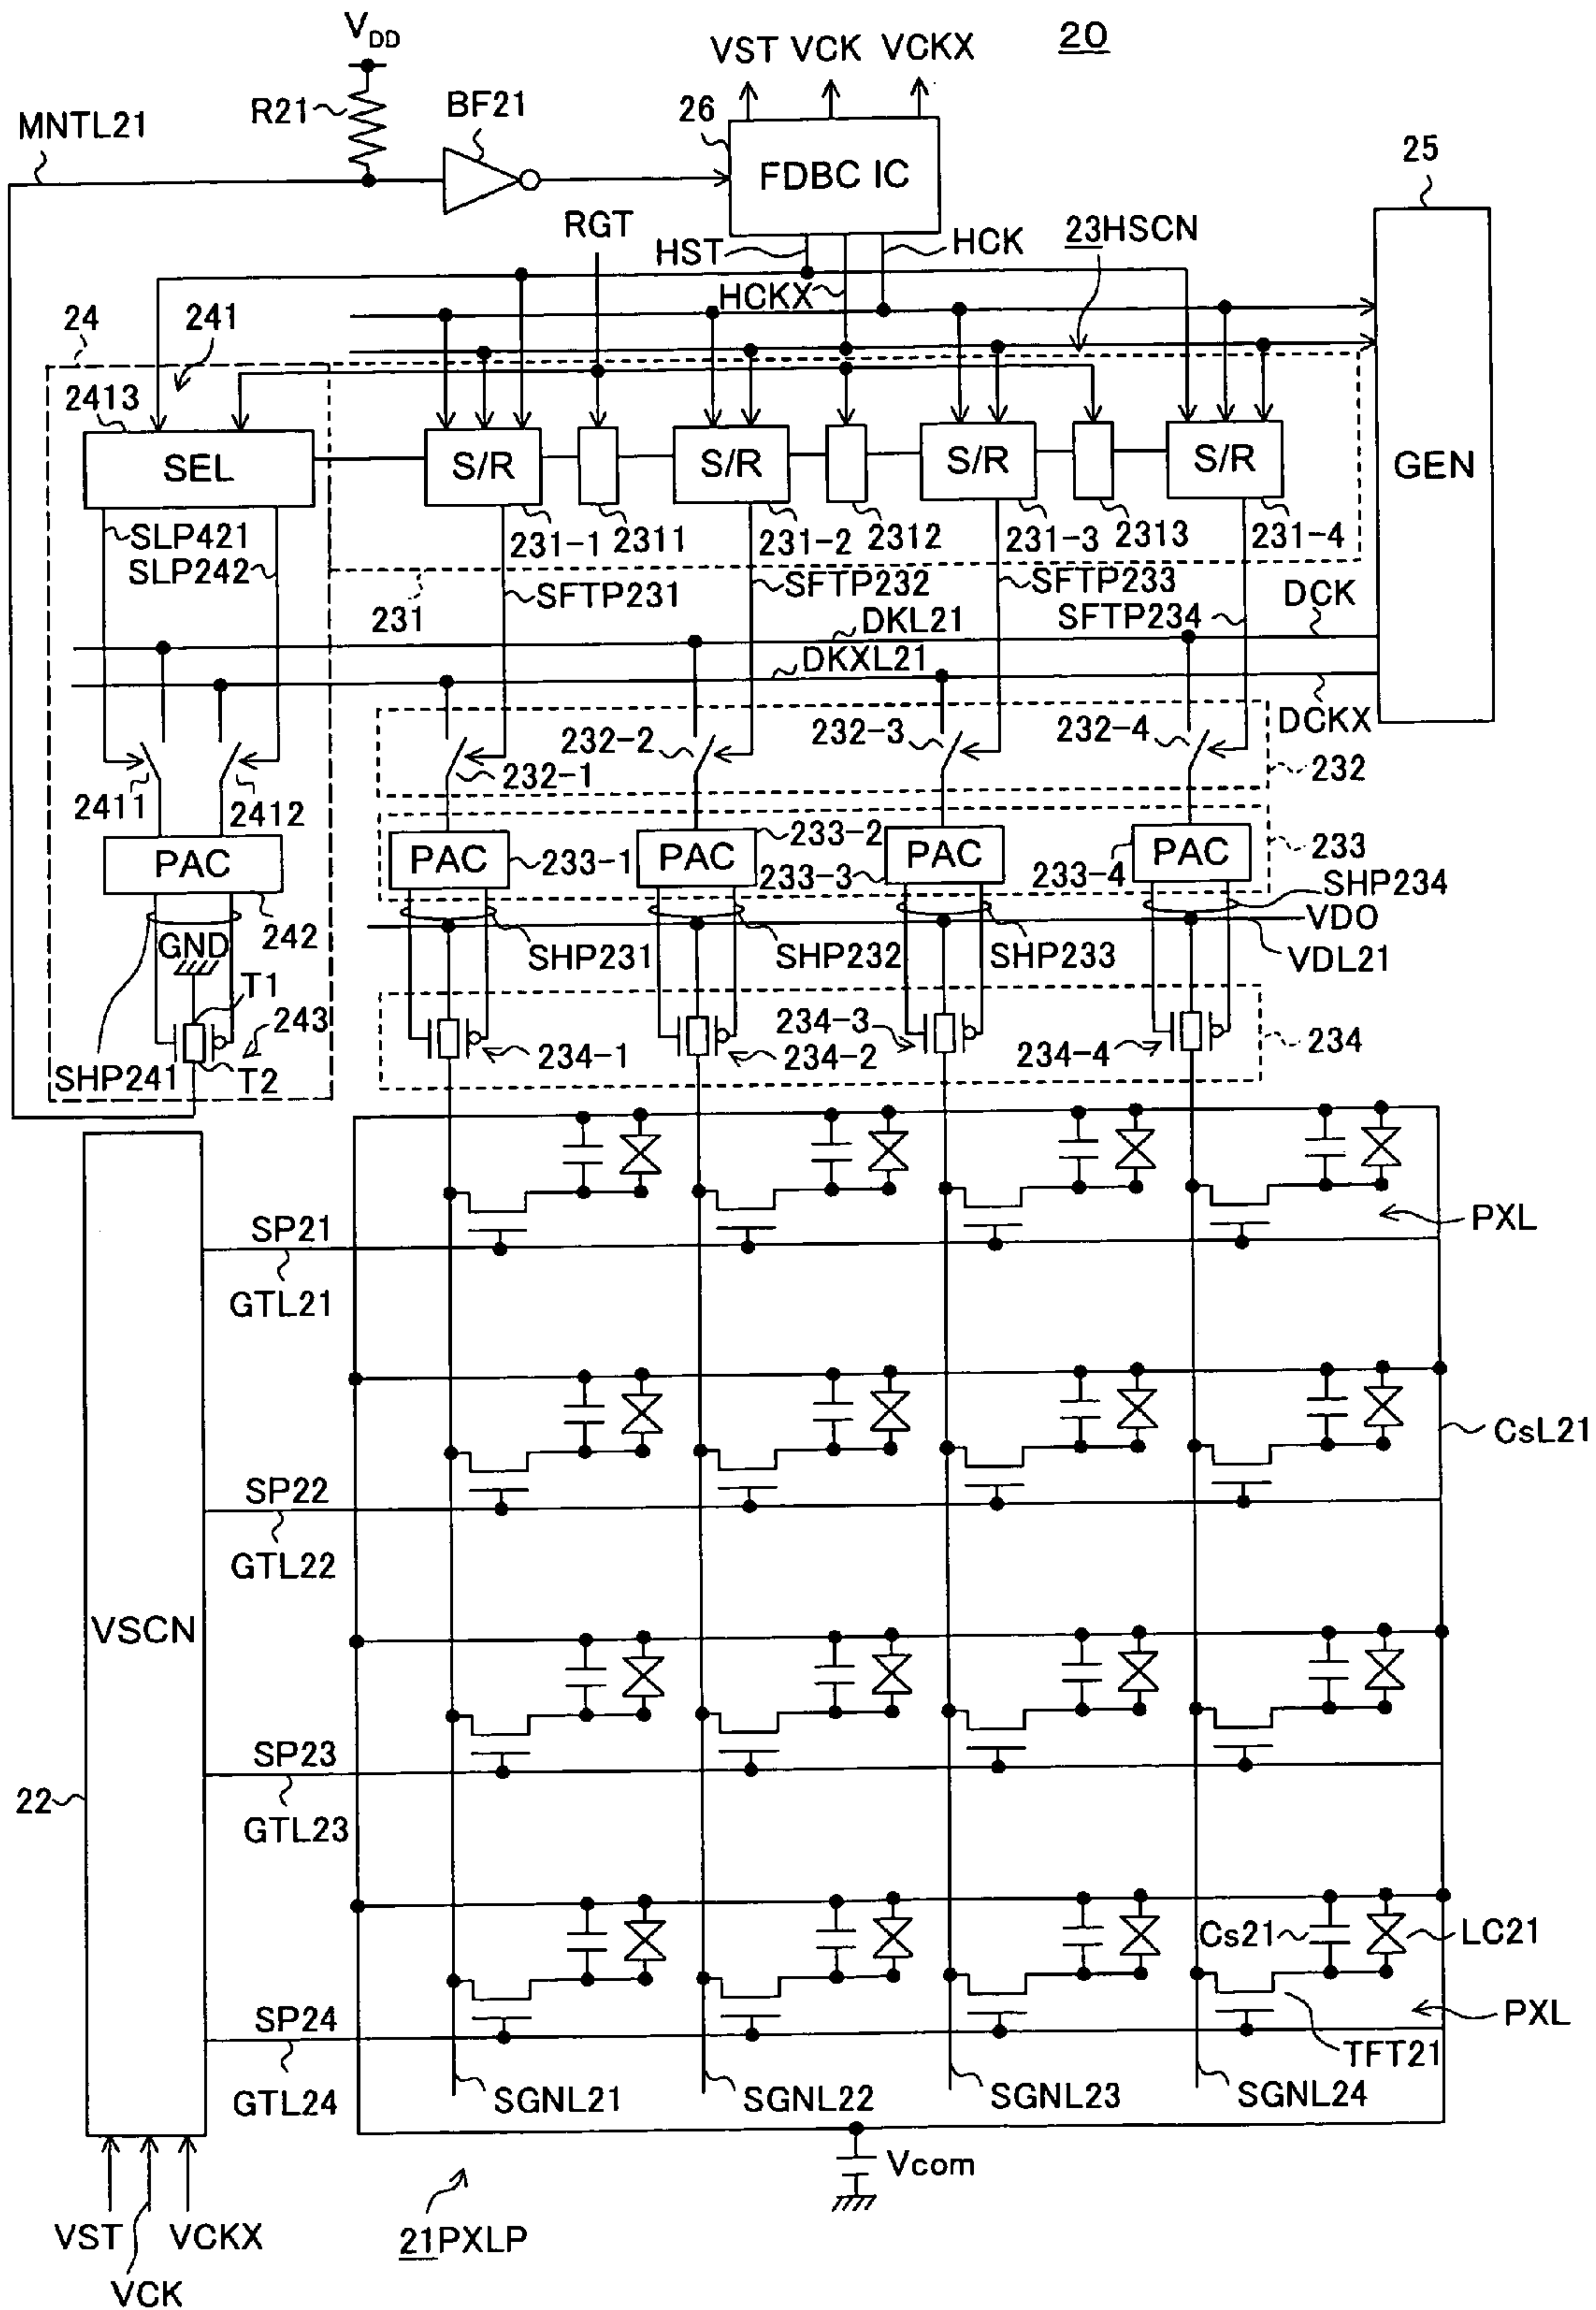 20
VDD
VST VCK VCKX
R21
BF21
26
MNTL21
FDBC IC
25
RGT
HST
HCK
23HSCN
HCKX
24
241
2413
SEL
S/R
S/R
S/R
S/R
GEN
SLP421
231-1
2311
231-2
2312
231-3
2313
231-4
SLP242
231
SFTP231
SFTP232
SFTP233
SFTP234
DCK
DKL21
DKXL21
DCKX
232-1
232-2
232-3
232-4
232
2411
2412
PAC
PAC
233-1
PAC
233-2
233-3
PAC
233-4
PAC
233
SHP234
GND
242
VDO
SHP231
SHP232
SHP233
VDL21
T1
243
SHP241
T2
234-1
234-2
234-3
234-4
234
SP21
GTL21
PXL
CsL21
SP22
GTL22
VSCN
SP23
GTL23
22
Cs21
LC21
SP24
GTL24
PXL
TFT21
SGNL21
SGNL22
SGNL23
SGNL24
Vcom
VST
VCKX
VCK
21PXLP